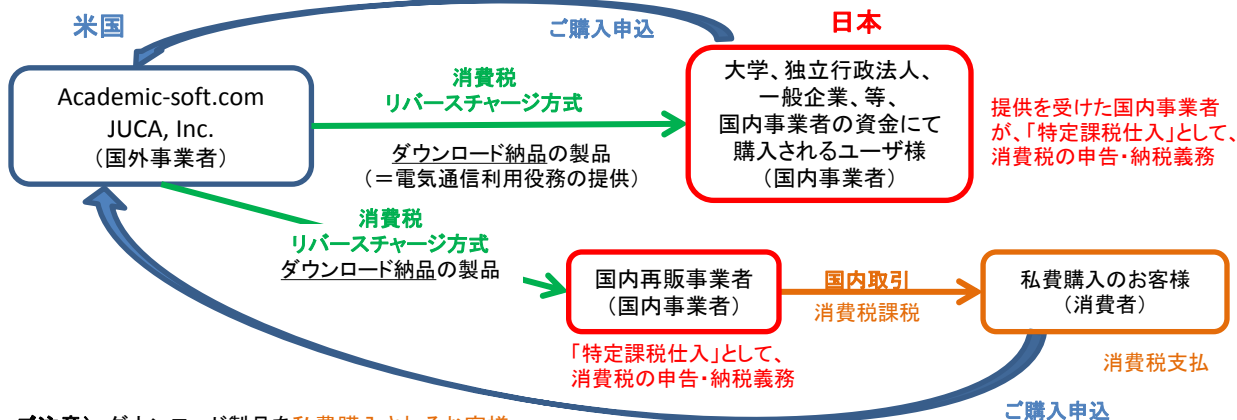 米国
ご購入申込
日本
Academic-soft.com
JUCA, Inc.
（国外事業者）
消費税
リバースチャージ方式
ダウンロード納品の製品
（＝電気通信利用役務の提供）
大学、独立行政法人、
一般企業、等、
国内事業者の資金にて
購入されるユーザ様
（国内事業者）
提供を受けた国内事業者
が、「特定課税仕入」として、
消費税の申告・納税義務
消費税
リバースチャージ方式
ダウンロード納品の製品
国内再販事業者
（国内事業者）
「特定課税仕入」として、
消費税の申告・納税義務
国内取引
消費税課税
私費購入のお客様
（消費者）
消費税支払
ご購入申込